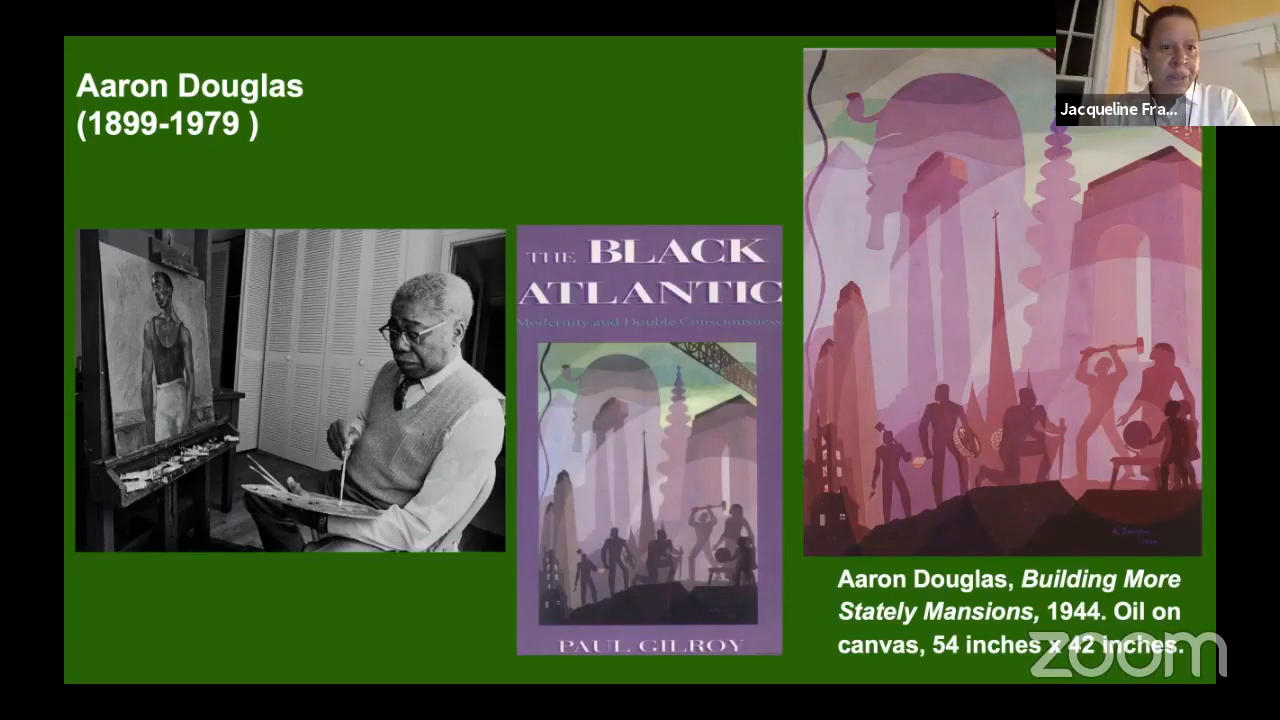 Aaron Douglas
(1899-1979 )
Jacqueline Fra...
THE BLACK
ATLANTIC
Modernity and Double Consciousness
PAUL GILROY
Aaron Douglas, Building More
Stately Mansions, 1944. Oil on
canvas, 54 inches x 42 inches.
zoom